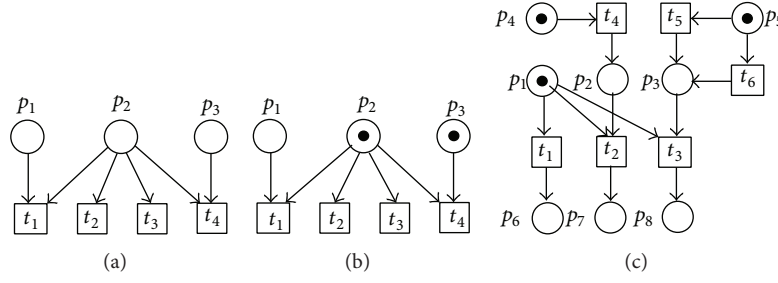 p4 t4 t5 p5
p1 p2 p3 t6
t1 t2 t3
p6 p7 p8
(c)
p1 p2 p3
t1 t2 t3 t4
(a)
p1 p2 p3
t1 t2 t3 t4
(b)